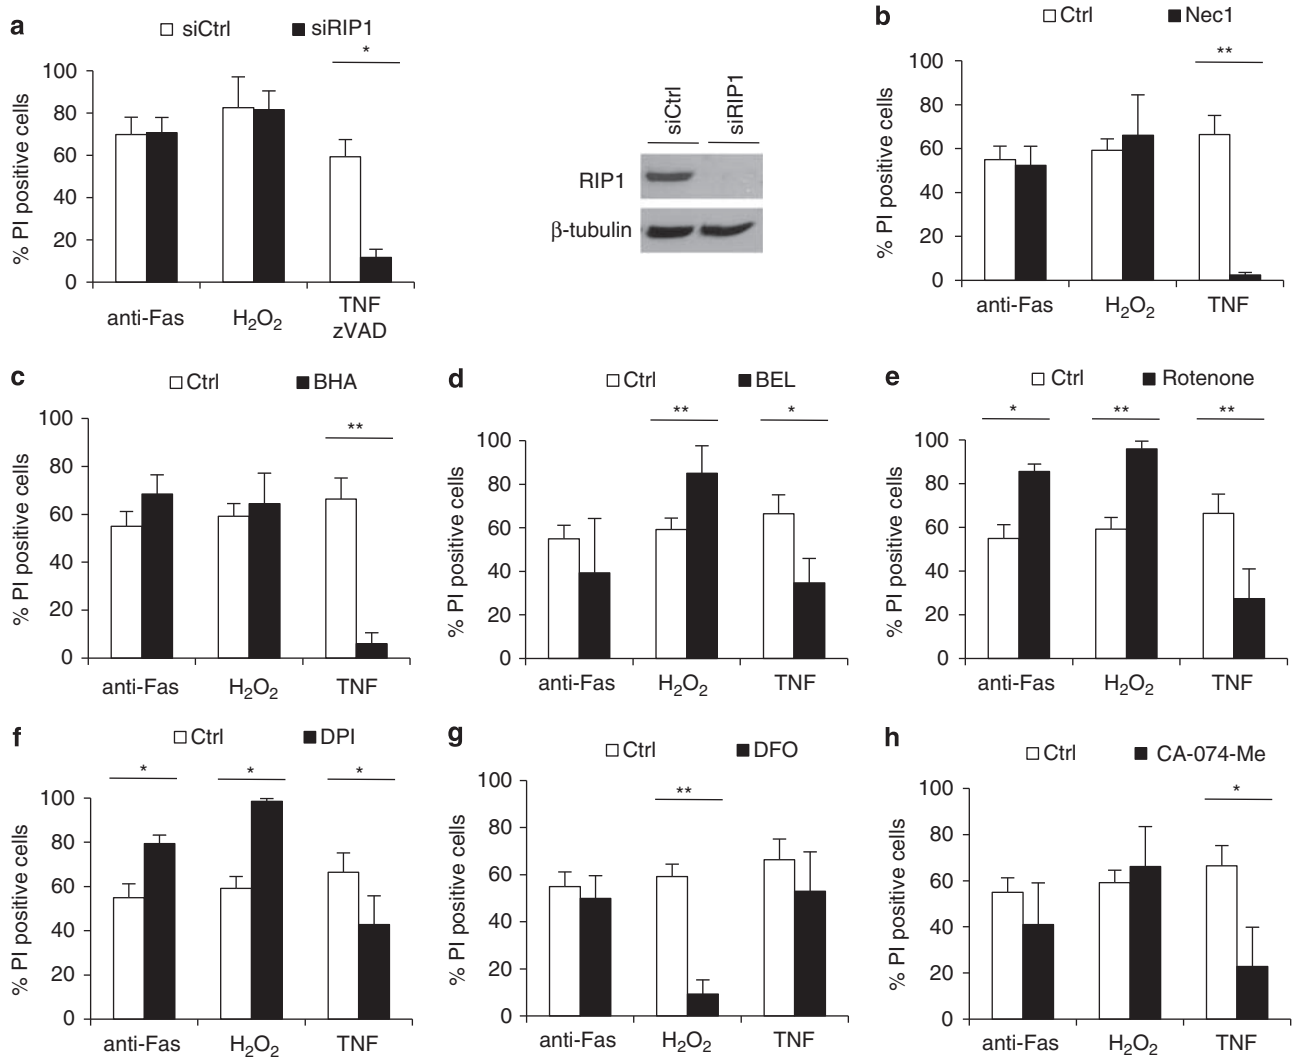 a
siCtrl siRIP1
*
% PI positive cells
100
80
60
40
20
0
anti-Fas H₂O₂ TNF
zVAD
siCtrl siRIP1
RIP1
β-tubulin
b
Ctrl Nec1
**
% PI positive cells
100
80
60
40
20
0
anti-Fas H₂O₂ TNF
c
Ctrl BHA
**
% PI positive cells
100
80
60
40
20
0
anti-Fas H₂O₂ TNF
d
Ctrl BEL
** *
% PI positive cells
100
80
60
40
20
0
anti-Fas H₂O₂ TNF
e
Ctrl Rotenone
* ** **
% PI positive cells
100
80
60
40
20
0
anti-Fas H₂O₂ TNF
f
Ctrl DPI
* * *
% PI positive cells
100
80
60
40
20
0
anti-Fas H₂O₂ TNF
g
Ctrl DFO
**
% PI positive cells
100
80
60
40
20
0
anti-Fas H₂O₂ TNF
h
Ctrl CA-074-Me
*
% PI positive cells
100
80
60
40
20
0
anti-Fas H₂O₂ TNF